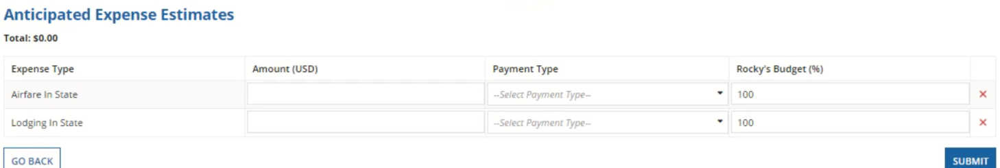 Anticipated Expense Estimates
Total: $0.00
Expense Type Amount (USD) Payment Type Rocky's Budget (%)
Airfare In State --Select Payment Type-- 100 ×
Lodging In State --Select Payment Type-- 100 ×
GO BACK SUBMIT